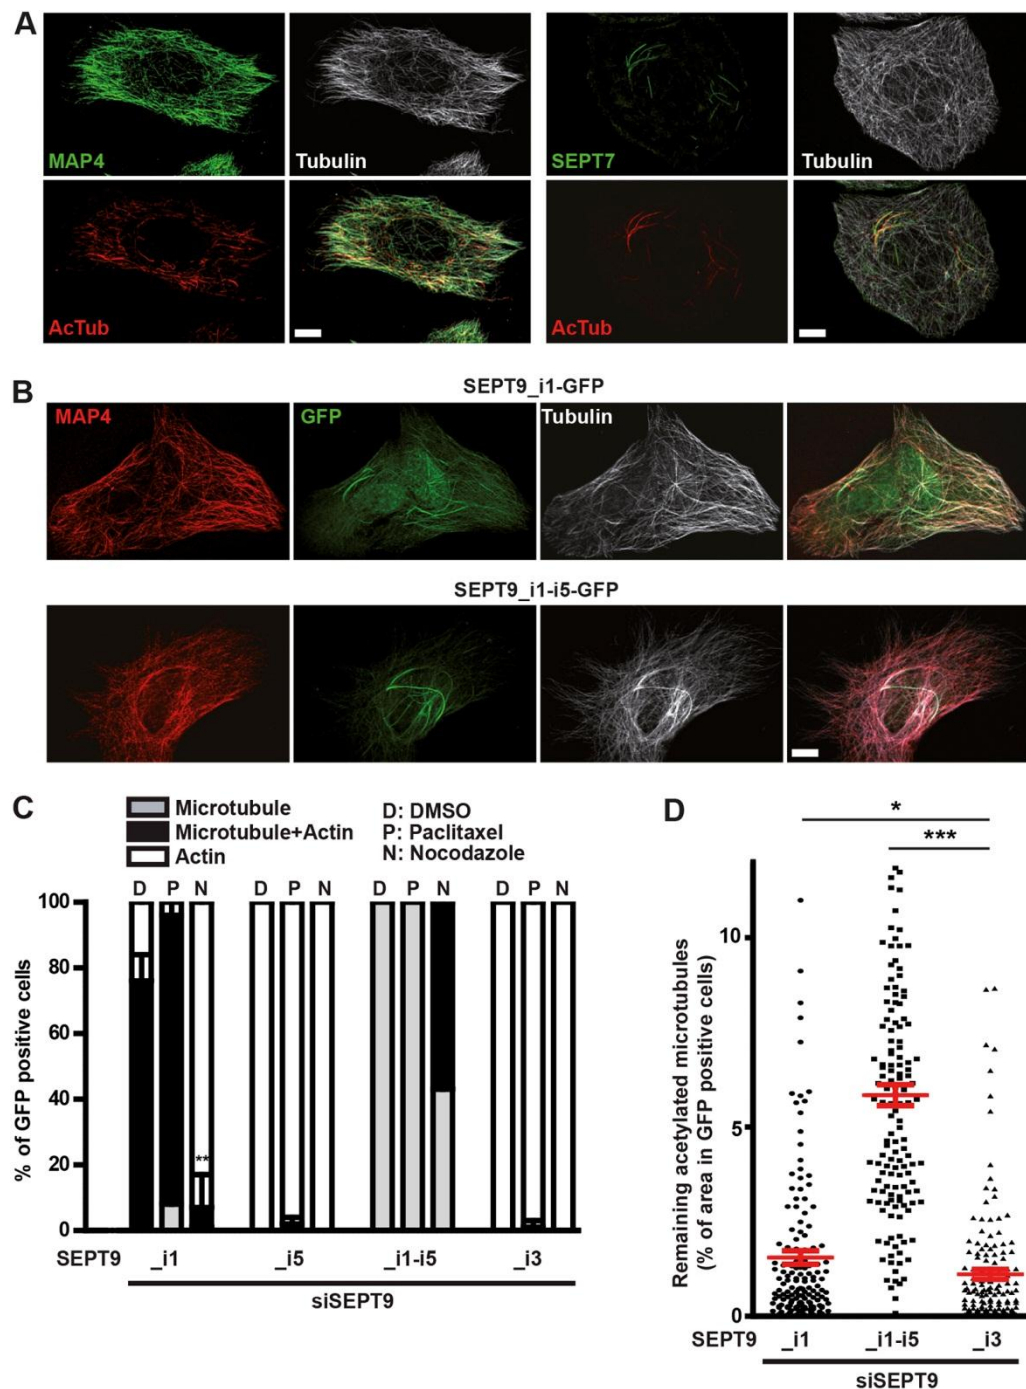 A
MAP4
Tubulin
SEPT7
Tubulin
AcTub
AcTub
B
SEPT9_i1-GFP
MAP4
GFP
Tubulin
SEPT9_i1-i5-GFP
C
Microtubule
Microtubule+Actin
Actin
D: DMSO
P: Paclitaxel
N: Nocodazole
D P N D P N D P N D P N
% of GFP positive cells
100
80
60
40
20
0
**
SEPT9 _i1 _i5 _i1-i5 _i3
siSEPT9
D
*
***
Remaining acetylated microtubules
(% of area in GFP positive cells)
10
5
0
SEPT9 _i1 _i1-i5 _i3
siSEPT9